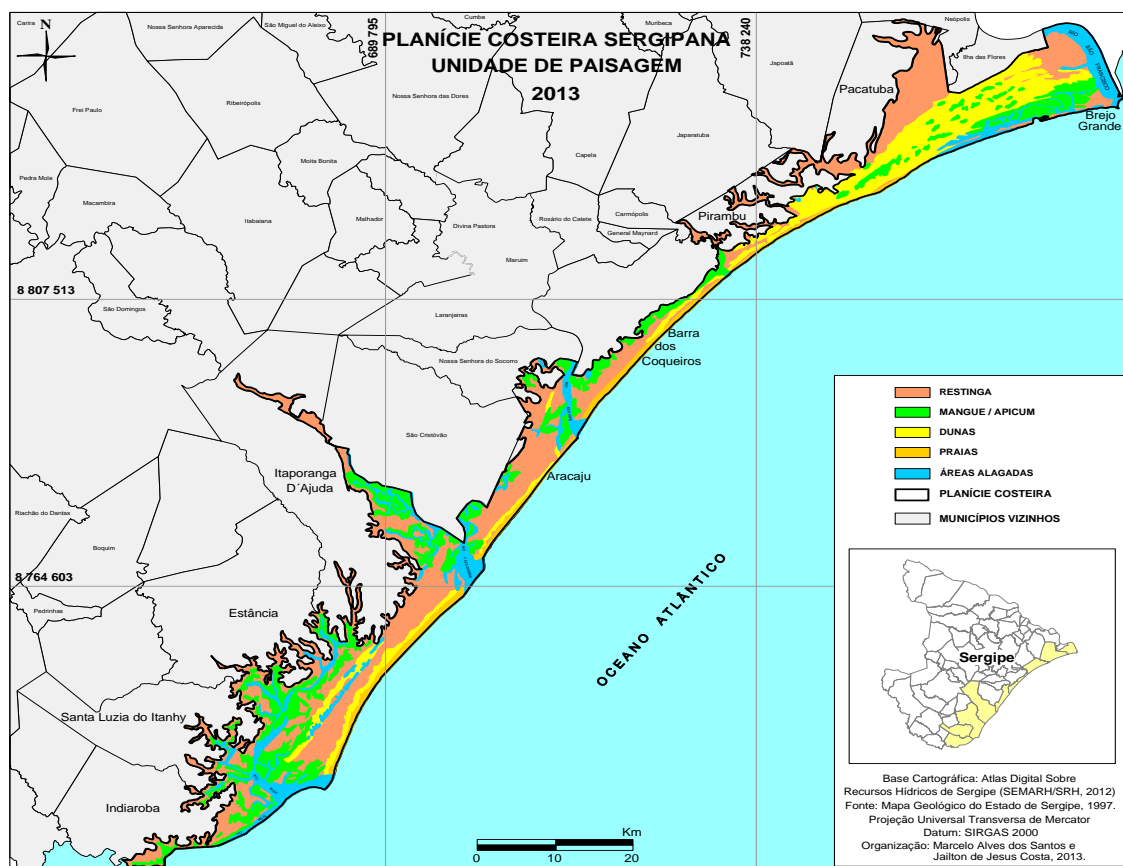 PLANÍCIE COSTEIRA SERGIPANA
UNIDADE DE PAISAGEM
2013
N
689 795
738 240
8 807 513
8 764 603
Carira
Nossa Senhora Aparecida
São Miguel do Aleixo
Cumbe
Muribeca
Neópolis
Ilha das Flores
Japoatã
Pacatuba
RIO SÃO FRANCISCO
Brejo
Grande
Frei Paulo
Ribeirópolis
Nossa Senhora das Dores
Japaratuba
Capela
Moita Bonita
Pedra Mole
Macambira
Itabaiana
Malhador
Divina Pastora
Rosário do Catete
Carmópolis
General Maynard
Pirambu
Maruim
São Domingos
Laranjeiras
Barra
dos
Coqueiros
Nossa Senhora do Socorro
São Cristóvão
Aracaju
Itaporanga
D´Ajuda
Riachão do Dantas
Boquim
Pedrinhas
Estância
Santa Luzia do Itanhy
Indiaroba
OCEANO ATLÂNTICO
RESTINGA
MANGUE / APICUM
DUNAS
PRAIAS
ÁREAS ALAGADAS
PLANÍCIE COSTEIRA
MUNICÍPIOS VIZINHOS
Sergipe
Km
0 10 20
Base Cartográfica: Atlas Digital Sobre
Recursos Hídricos de Sergipe (SEMARH/SRH, 2012)
Fonte: Mapa Geológico do Estado de Sergipe, 1997.
Projeção Universal Transversa de Mercator
Datum: SIRGAS 2000
Organização: Marcelo Alves dos Santos e
Jailton de Jesus Costa, 2013.